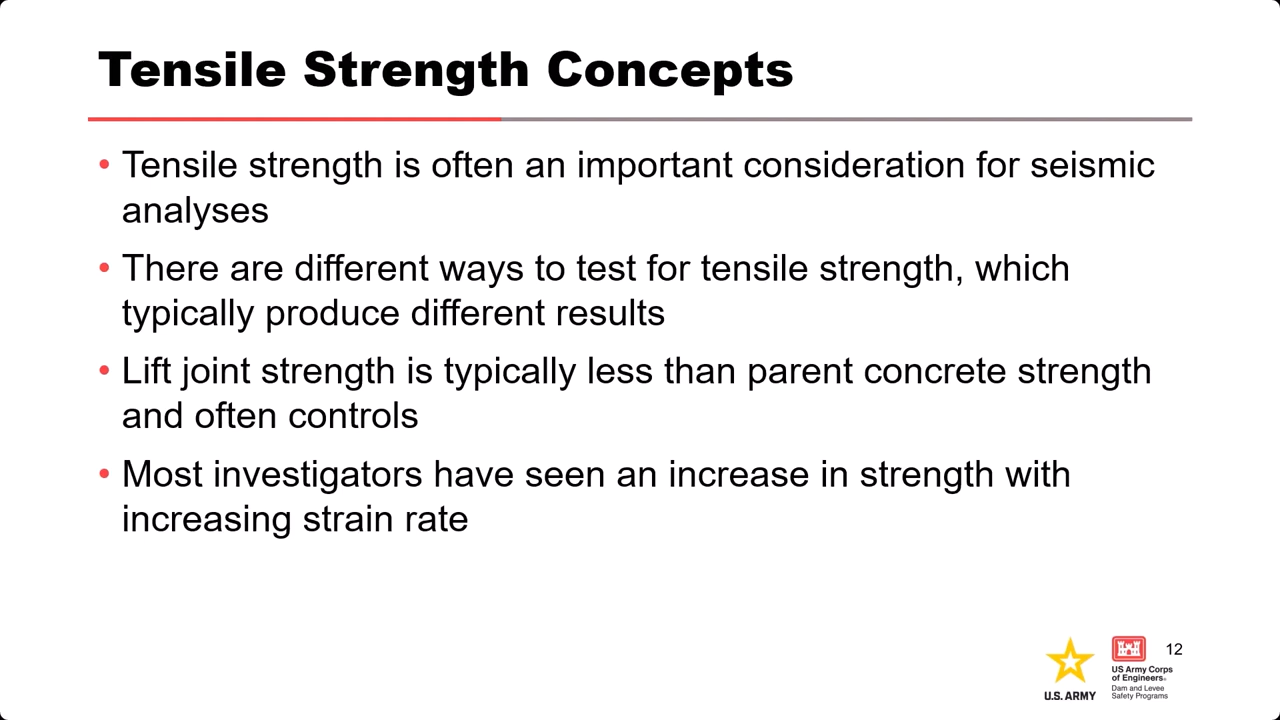 Tensile Strength Concepts
• Tensile strength is often an important consideration for seismic
analyses
• There are different ways to test for tensile strength, which
typically produce different results
• Lift joint strength is typically less than parent concrete strength
and often controls
• Most investigators have seen an increase in strength with
increasing strain rate
U.S. ARMY
US Army Corps
of Engineers®
Dam and Levee
Safety Programs
12